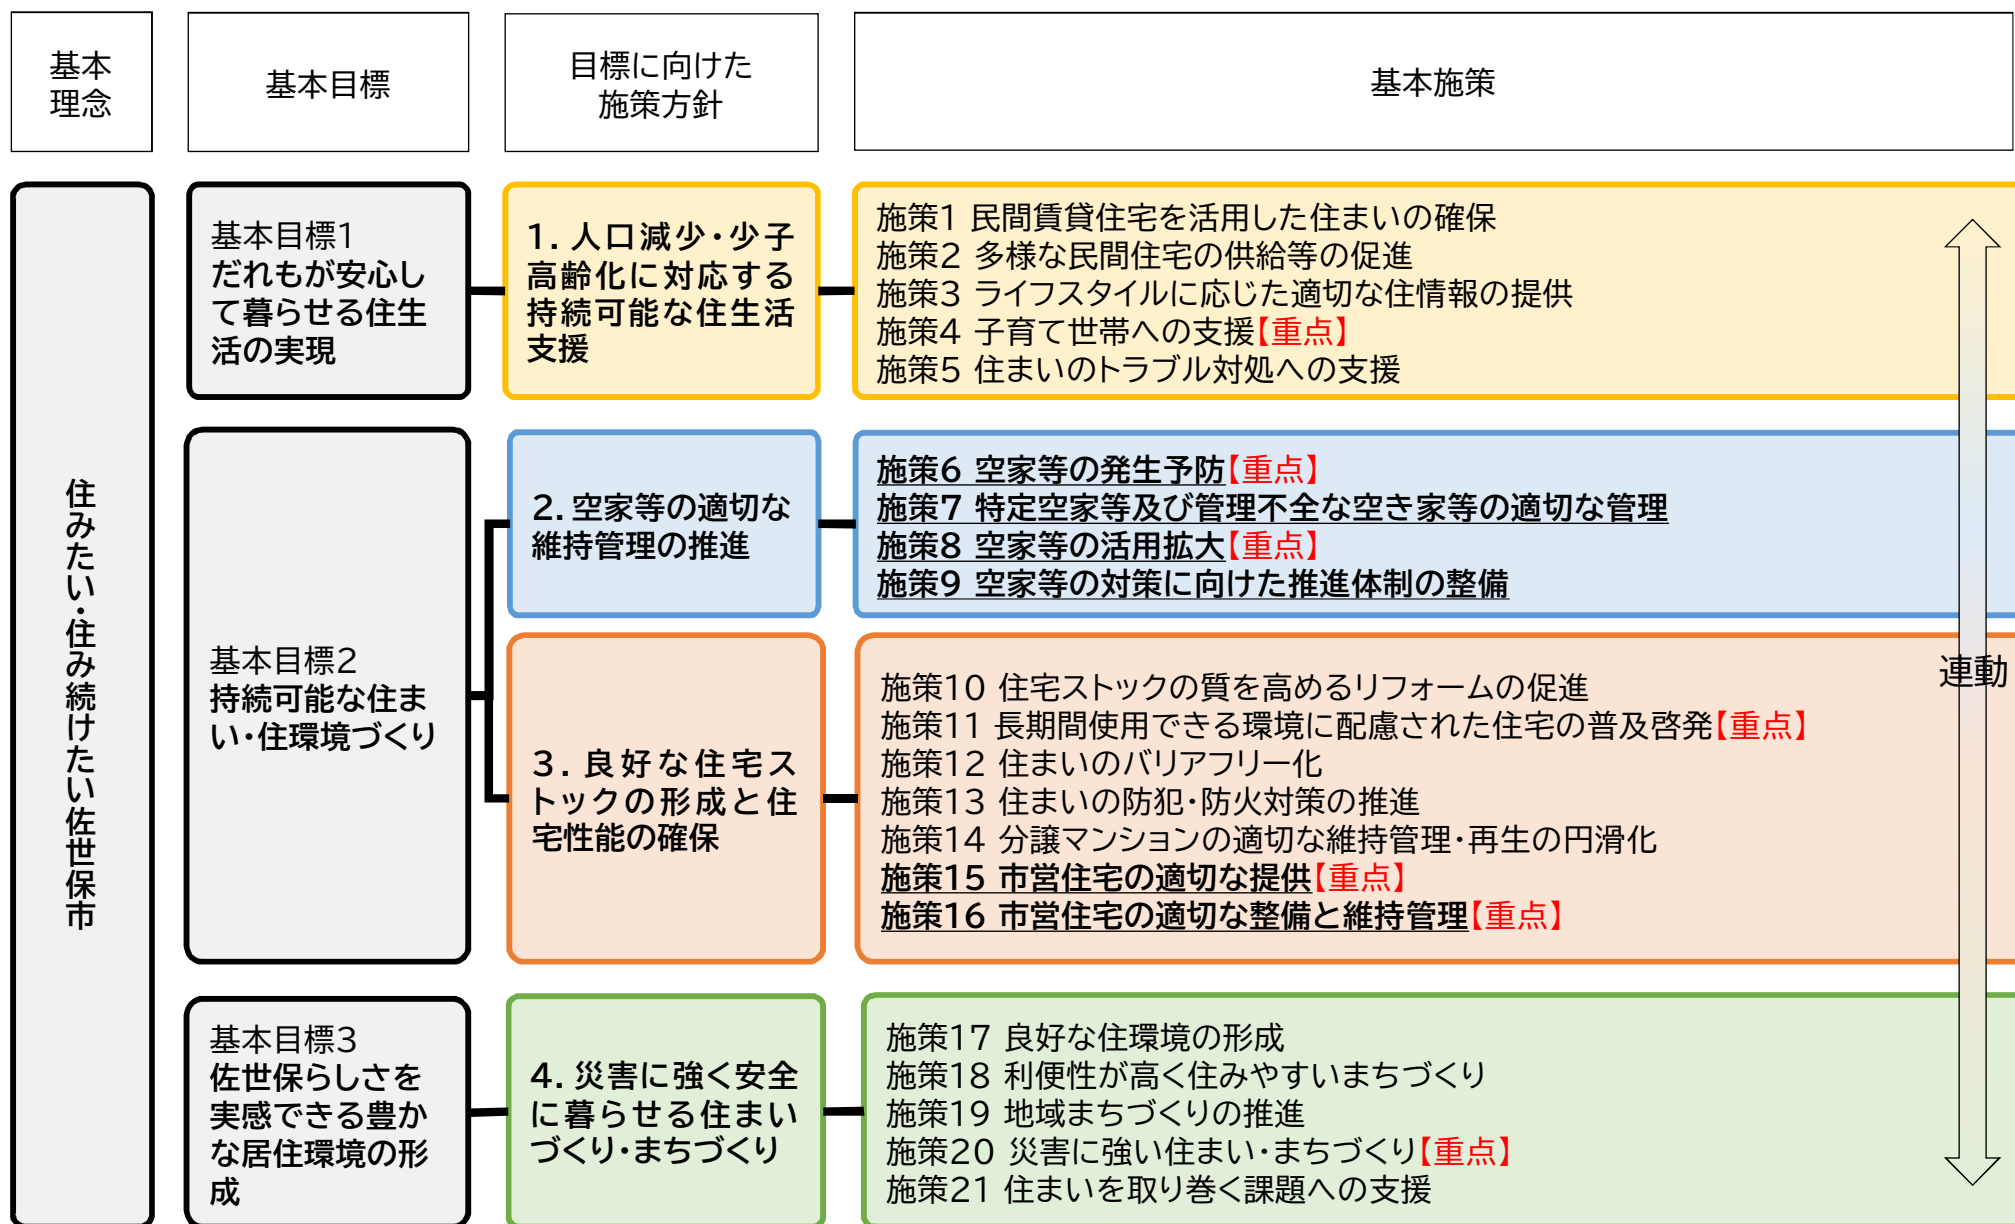 基本
理念
基本目標
目標に向けた
施策方針
基本施策
住みたい・住み続けたい佐世保市
基本目標1
だれもが安心し
て暮らせる住生
活の実現
1．人口減少・少子
高齢化に対応する
持続可能な住生活
支援
施策1 民間賃貸住宅を活用した住まいの確保
施策2 多様な民間住宅の供給等の促進
施策3 ライフスタイルに応じた適切な住情報の提供
施策4 子育て世帯への支援【重点】
施策5 住まいのトラブル対処への支援
基本目標2
持続可能な住ま
い・住環境づくり
2．空家等の適切な
維持管理の推進
施策6 空家等の発生予防【重点】
施策7 特定空家等及び管理不全な空き家等の適切な管理
施策8 空家等の活用拡大【重点】
施策9 空家等の対策に向けた推進体制の整備
3．良好な住宅ス
トックの形成と住
宅性能の確保
施策10 住宅ストックの質を高めるリフォームの促進
施策11 長期間使用できる環境に配慮された住宅の普及啓発【重点】
施策12 住まいのバリアフリー化
施策13 住まいの防犯・防火対策の推進
施策14 分譲マンションの適切な維持管理・再生の円滑化
施策15 市営住宅の適切な提供【重点】
施策16 市営住宅の適切な整備と維持管理【重点】
連動
基本目標3
佐世保らしさを
実感できる豊か
な居住環境の形
成
4．災害に強く安全
に暮らせる住まい
づくり・まちづくり
施策17 良好な住環境の形成
施策18 利便性が高く住みやすいまちづくり
施策19 地域まちづくりの推進
施策20 災害に強い住まい・まちづくり【重点】
施策21 住まいを取り巻く課題への支援